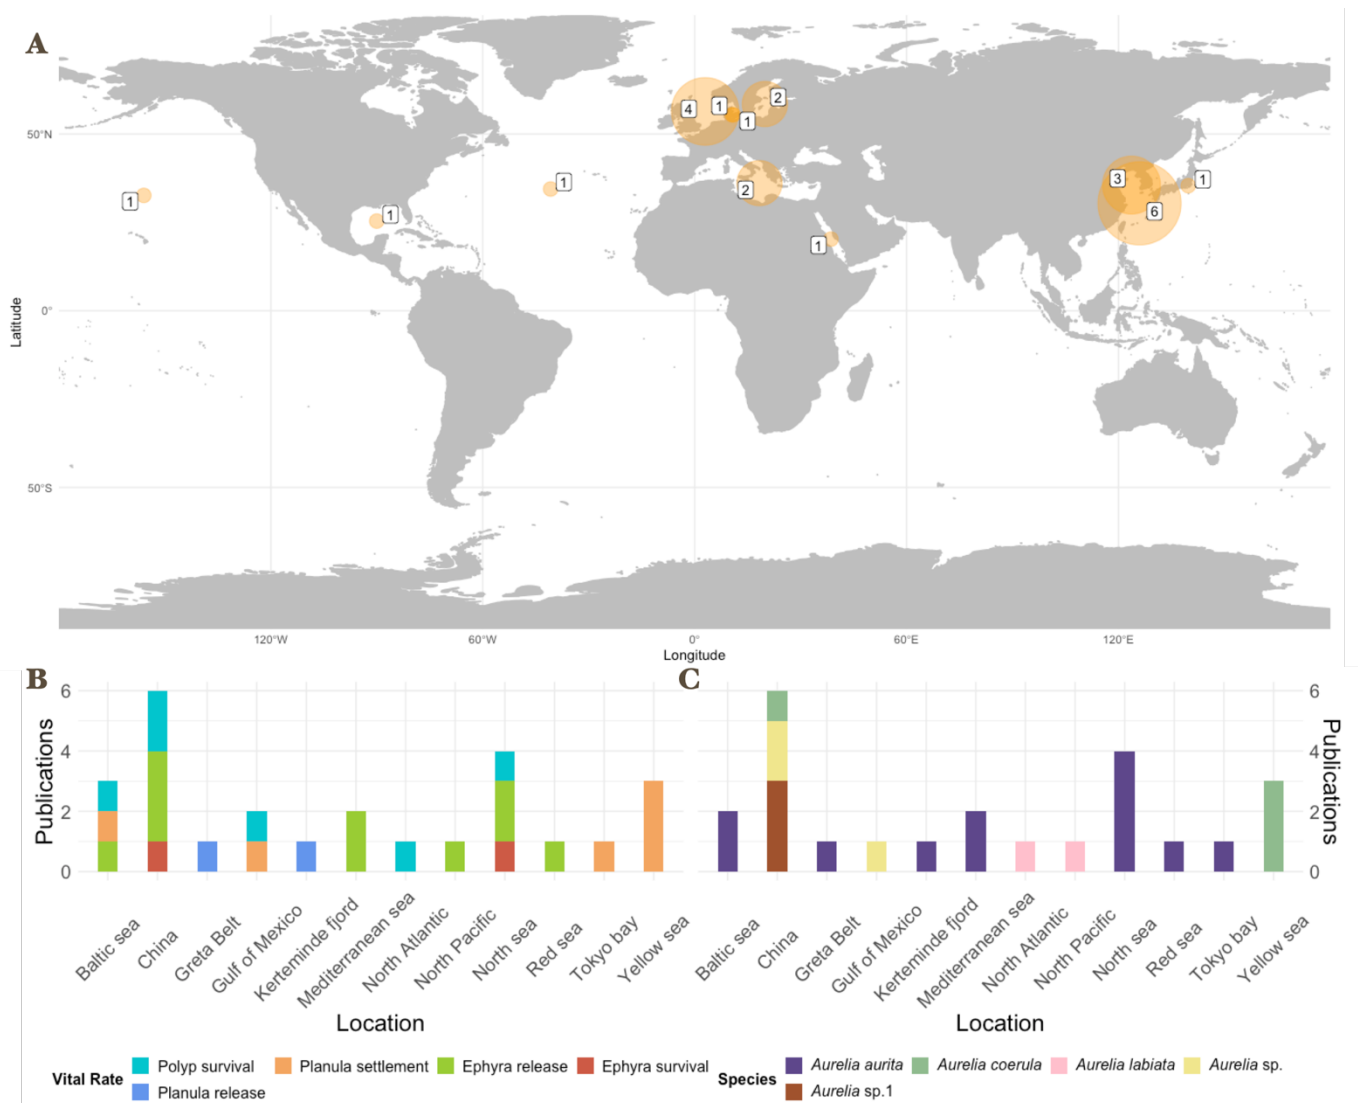 A
50°N
0°
50°S
Latitude
4
1
1
2
2
1
1
1
1
3
6
1
120°W
60°W
0°
60°E
120°E
Longitude
B
Publications
6
4
2
0
Baltic sea
China
Greta Belt
Gulf of Mexico
Kerteminde fjord
Mediterranean sea
North Atlantic
North Pacific
North sea
Red sea
Tokyo bay
Yellow sea
Location
Vital Rate
Polyp survival
Planula settlement
Ephyra release
Ephyra survival
Planula release
C
Publications
6
4
2
0
Baltic sea
China
Greta Belt
Gulf of Mexico
Kerteminde fjord
Mediterranean sea
North Atlantic
North Pacific
North sea
Red sea
Tokyo bay
Yellow sea
Location
Species
Aurelia aurita
Aurelia coerula
Aurelia labiata
Aurelia sp.
Aurelia sp.1